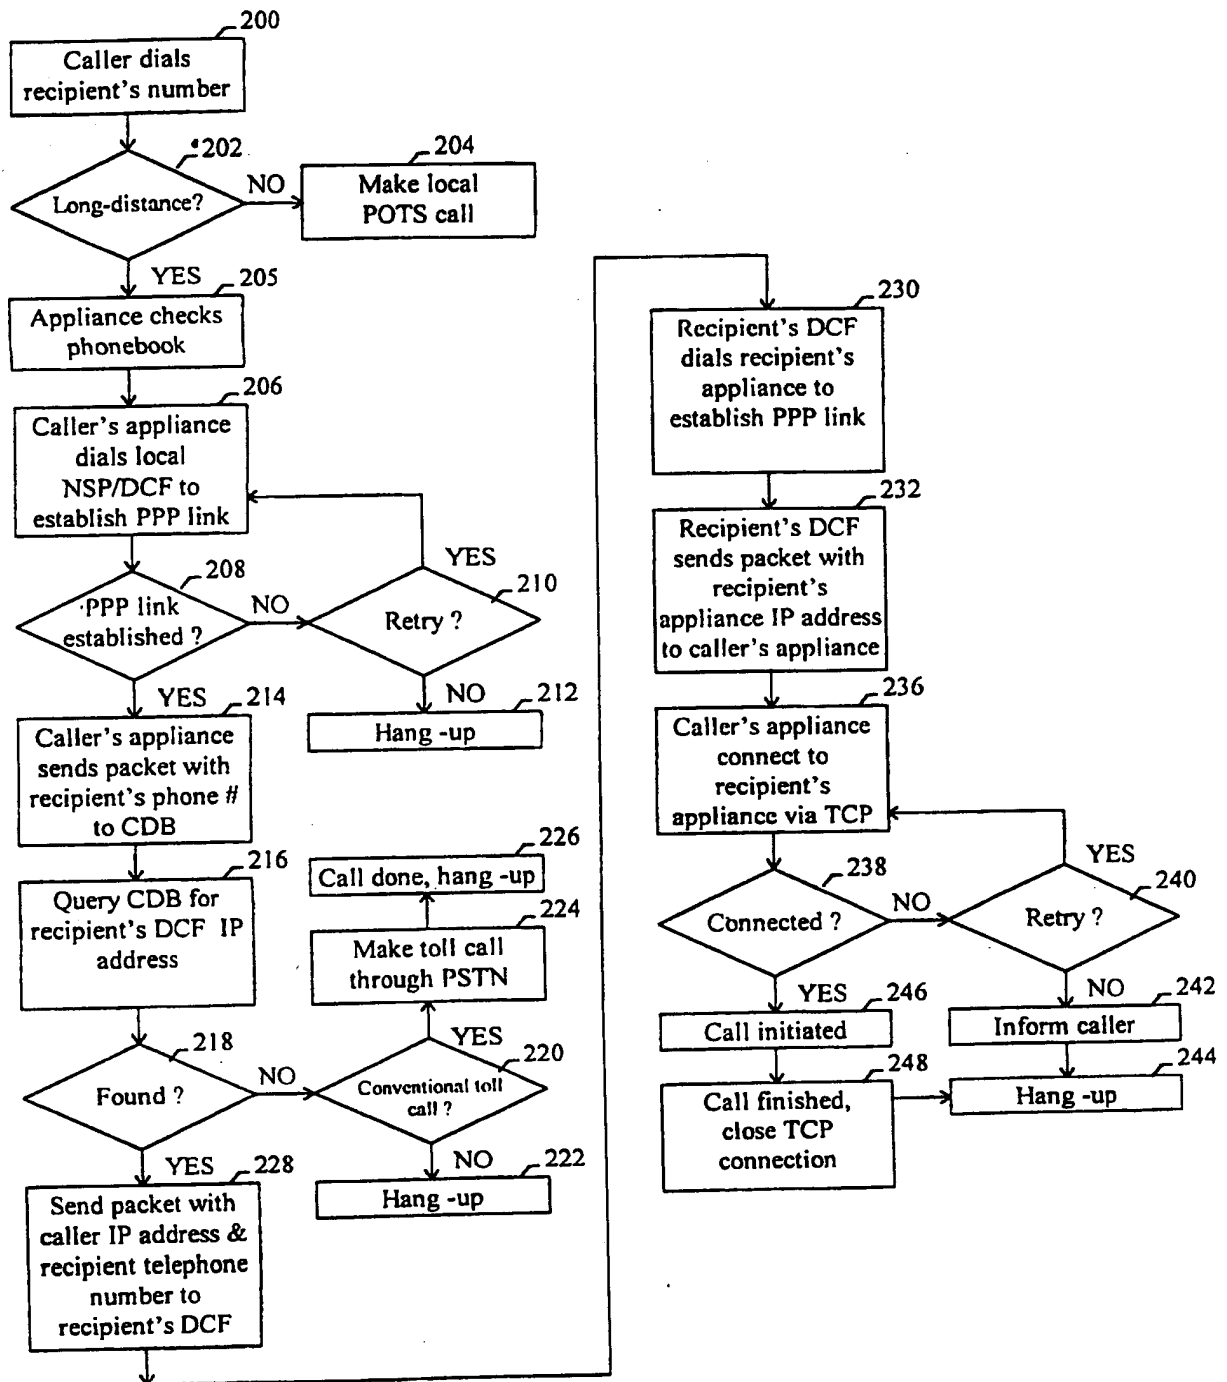 200
Caller dials
recipient's number
202
Long-distance?
NO
204
Make local
POTS call
YES
205
Appliance checks
phonebook
206
Caller's appliance
dials local
NSP/DCF to
establish PPP link
208
PPP link
established ?
NO
YES
210
Retry ?
NO
212
Hang -up
YES
214
Caller's appliance
sends packet with
recipient's phone #
to CDB
216
Query CDB for
recipient's DCF IP
address
226
Call done, hang -up
224
Make toll call
through PSTN
218
Found ?
NO
YES
220
Conventional toll
call ?
NO
222
Hang -up
YES
228
Send packet with
caller IP address &
recipient telephone
number to
recipient's DCF
230
Recipient's DCF
dials recipient's
appliance to
establish PPP link
232
Recipient's DCF
sends packet with
recipient's
appliance IP address
to caller's appliance
236
Caller's appliance
connect to
recipient's
appliance via TCP
238
Connected ?
NO
YES
240
Retry ?
YES
246
Call initiated
NO
242
Inform caller
248
Call finished,
close TCP
connection
244
Hang -up